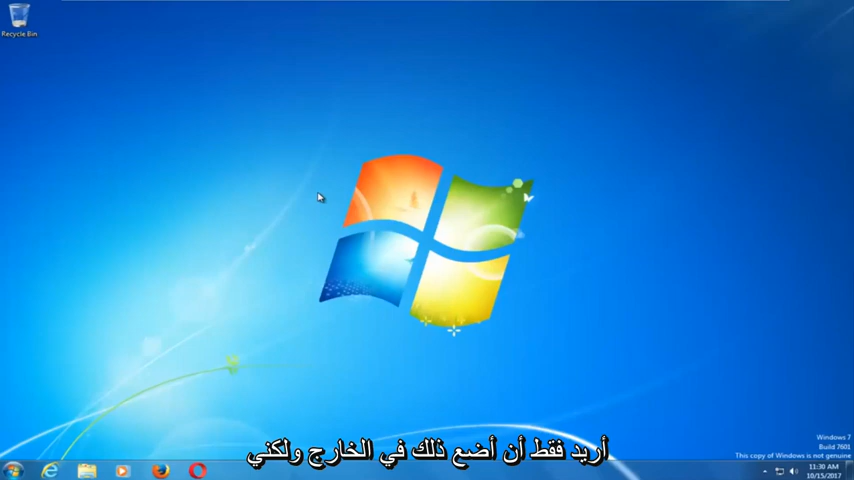 Recycle Bin
أريد فقط أن أضع ذلك في الخارج ولكني
Windows 7
Build 7601
This copy of Windows is not genuine
11:30 AM
10/15/2017